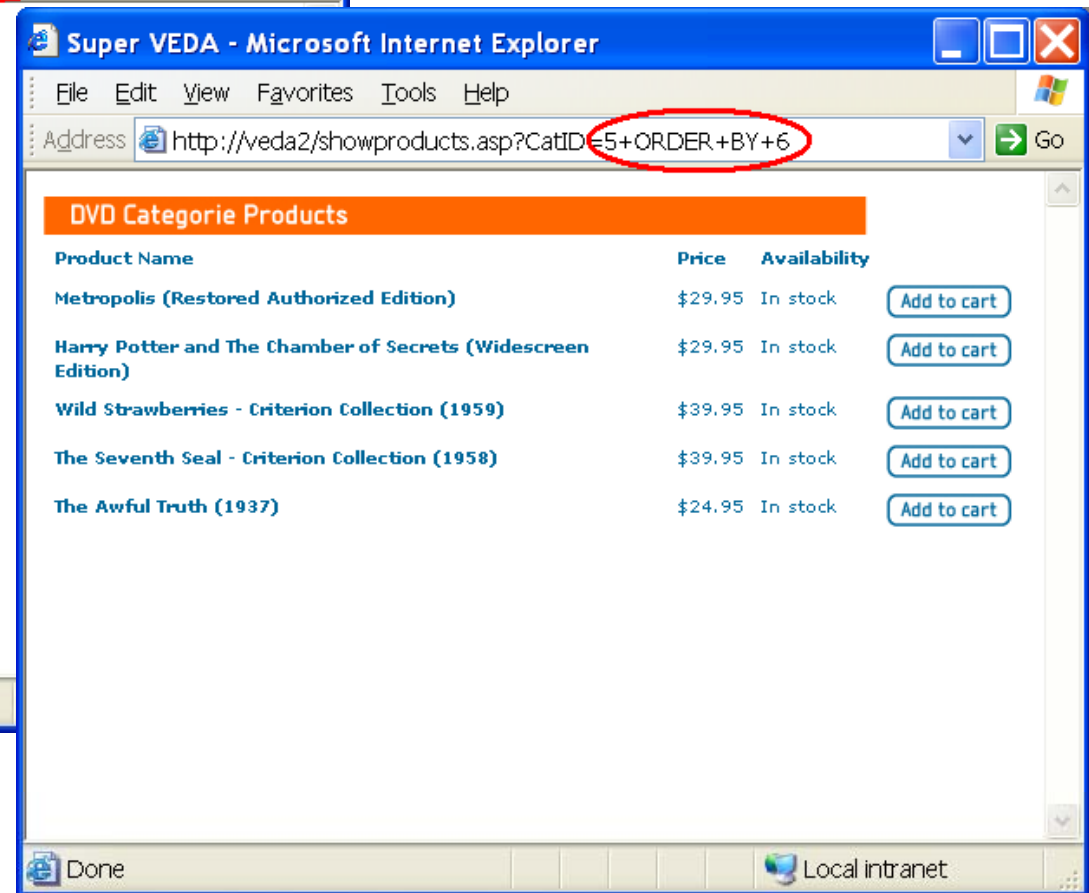 Super VEDA - Microsoft Internet Explorer
File Edit View Favorites Tools Help
Address http://veda2/showproducts.asp?CatID=5+ORDER+BY+6 Go
DVD Categorie Products
Product Name Price Availability
Metropolis (Restored Authorized Edition) $29.95 In stock Add to cart
Harry Potter and The Chamber of Secrets (Widescreen $29.95 In stock Add to cart
Edition)
Wild Strawberries - Criterion Collection (1959) $39.95 In stock Add to cart
The Seventh Seal - Criterion Collection (1958) $39.95 In stock Add to cart
The Awful Truth (1937) $24.95 In stock Add to cart
Done Local intranet